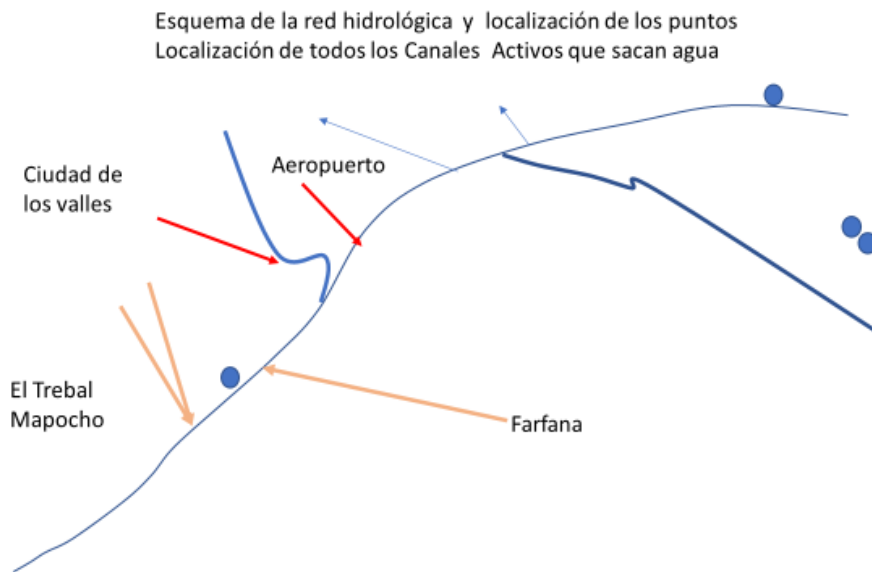 Esquema de la red hidrológica y localización de los puntos
Localización de todos los Canales Activos que sacan agua
Aeropuerto
Ciudad de
los valles
El Trebal
Mapocho
Farfana